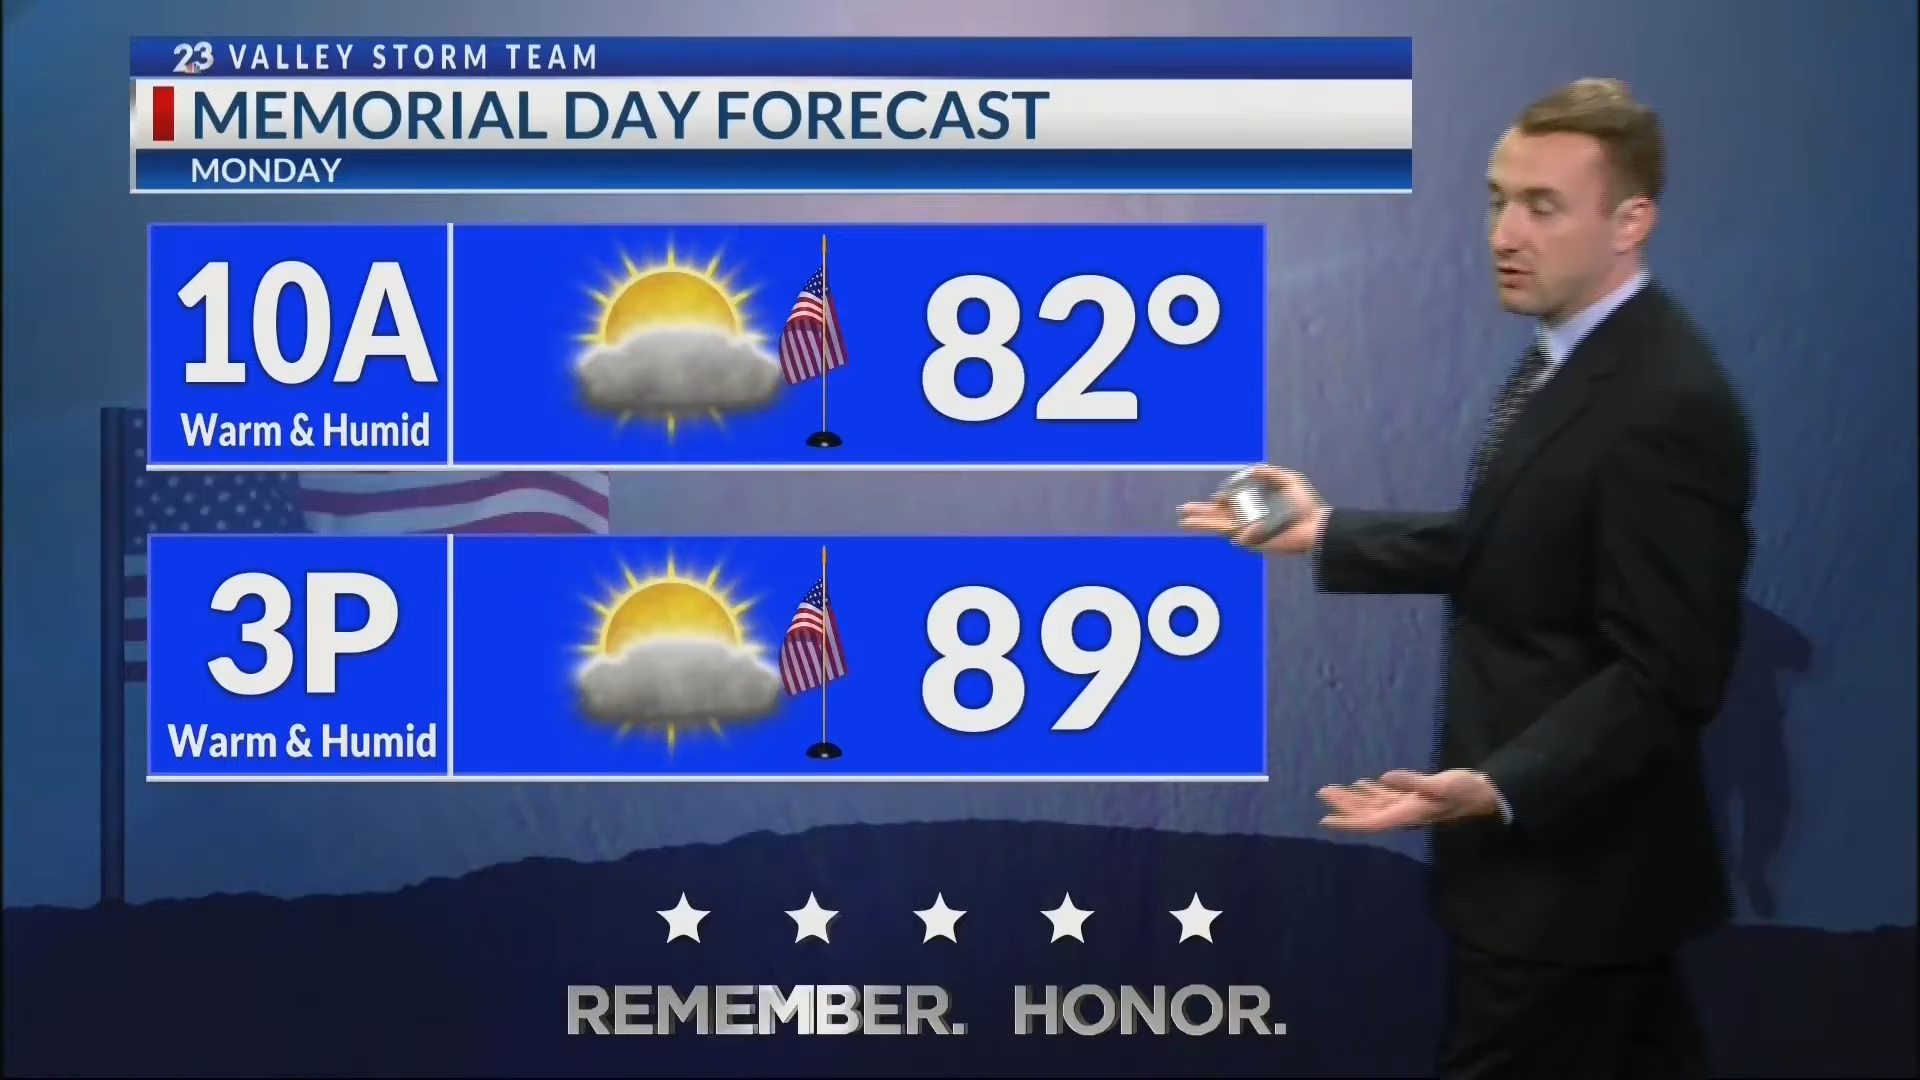 23 VALLEY STORM TEAM
MEMORIAL DAY FORECAST
MONDAY
10A
Warm & Humid
82°
3P
Warm & Humid
89°
REMEMBER. HONOR.